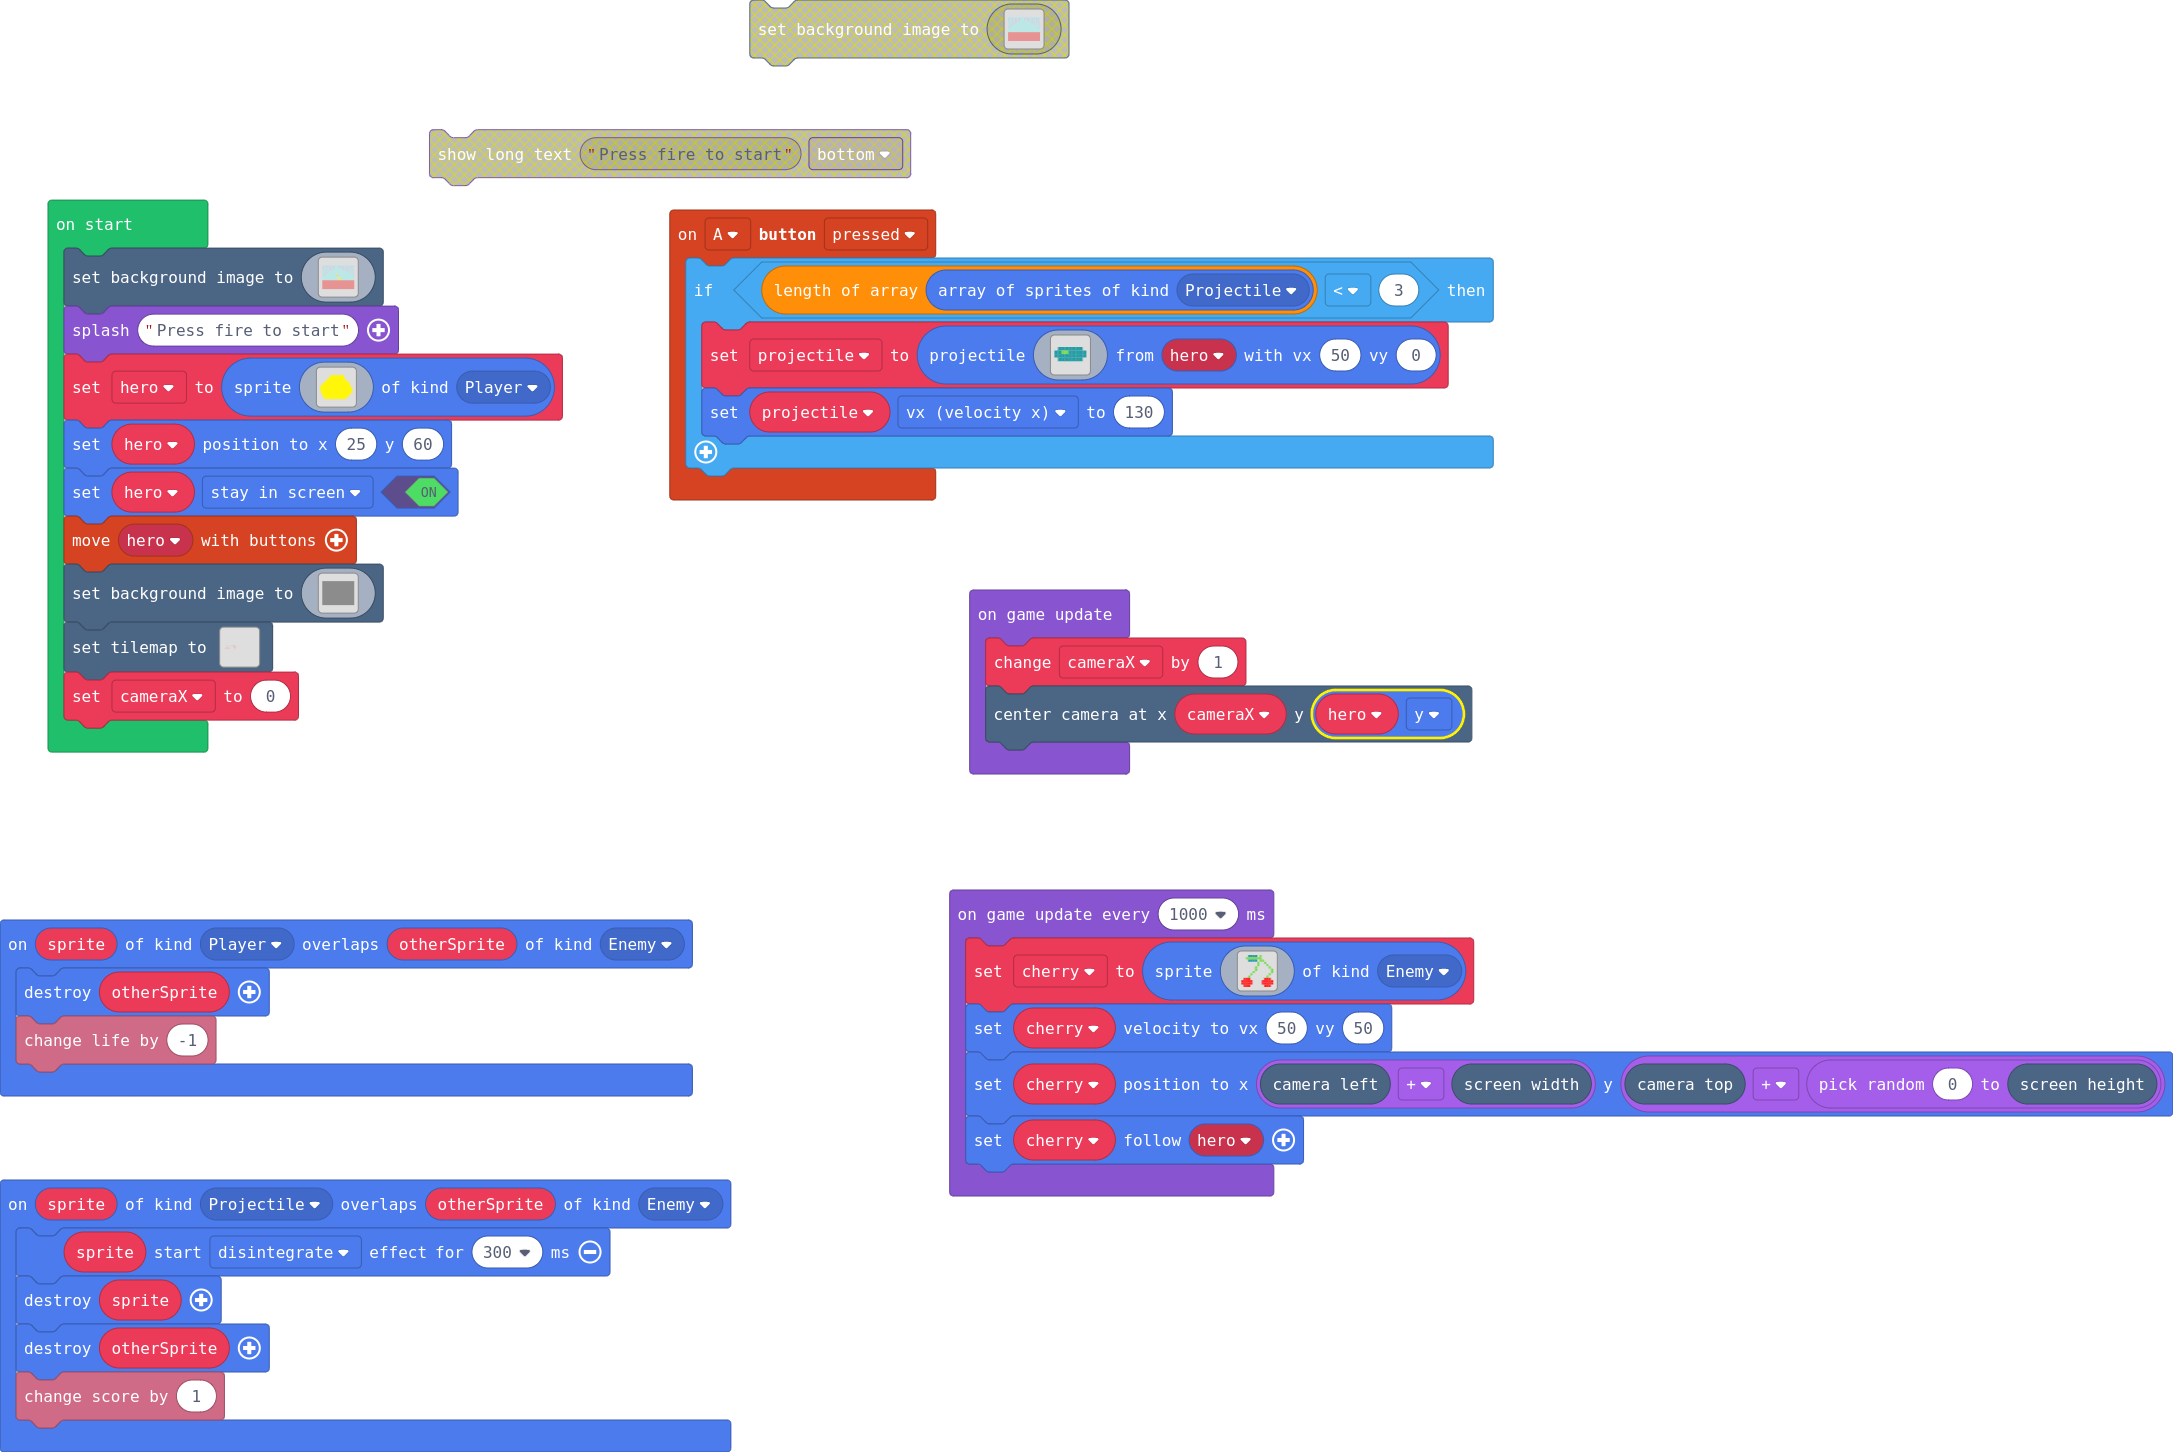 set background image to
show long text "Press fire to start" bottom
on start
set background image to
splash "Press fire to start"
set hero to sprite of kind Player
set hero position to x 25 y 60
set hero stay in screen ON
move hero with buttons
set background image to
set tilemap to
set cameraX to 0
on A button pressed
if length of array array of sprites of kind Projectile < 3 then
set projectile to projectile from hero with vx 50 vy 0
set projectile vx (velocity x) to 130
on game update
change cameraX by 1
center camera at x cameraX y hero y
on sprite of kind Player overlaps otherSprite of kind Enemy
destroy otherSprite
change life by -1
on game update every 1000 ms
set cherry to sprite of kind Enemy
set cherry velocity to vx 50 vy 50
set cherry position to x camera left + screen width y camera top + pick random 0 to screen height
set cherry follow hero
on sprite of kind Projectile overlaps otherSprite of kind Enemy
sprite start disintegrate effect for 300 ms
destroy sprite
destroy otherSprite
change score by 1